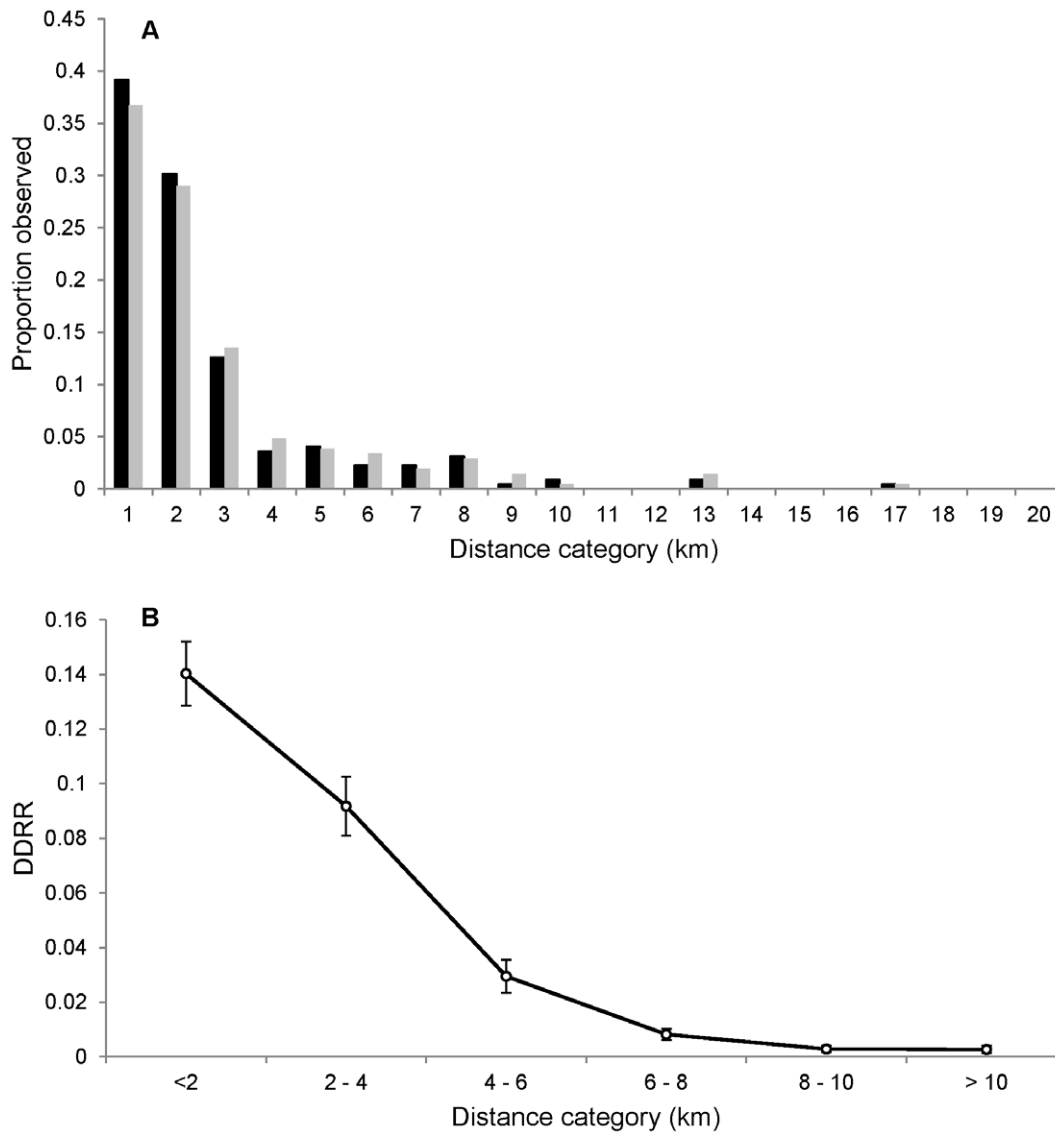 A
Proportion observed
0.45
0.4
0.35
0.3
0.25
0.2
0.15
0.1
0.05
0
1 2 3 4 5 6 7 8 9 10 11 12 13 14 15 16 17 18 19 20
Distance category (km)
B
DDRR
0.16
0.14
0.12
0.1
0.08
0.06
0.04
0.02
0
<2 2 - 4 4 - 6 6 - 8 8 - 10 > 10
Distance category (km)